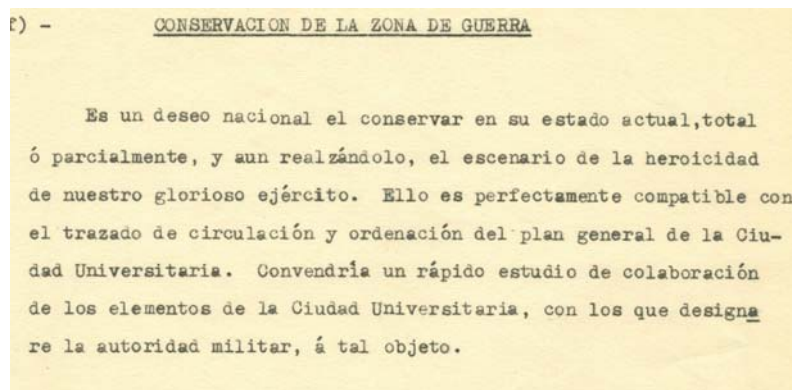 f) - CONSERVACION DE LA ZONA DE GUERRA
Es un deseo nacional el conservar en su estado actual,total
ó parcialmente, y aun realzándolo, el escenario de la heroicidad
de nuestro glorioso ejército. Ello es perfectamente compatible con
el trazado de circulación y ordenación del plan general de la Ciu-
dad Universitaria. Convendría un rápido estudio de colaboración
de los elementos de la Ciudad Universitaria, con los que designa
re la autoridad militar, á tal objeto.